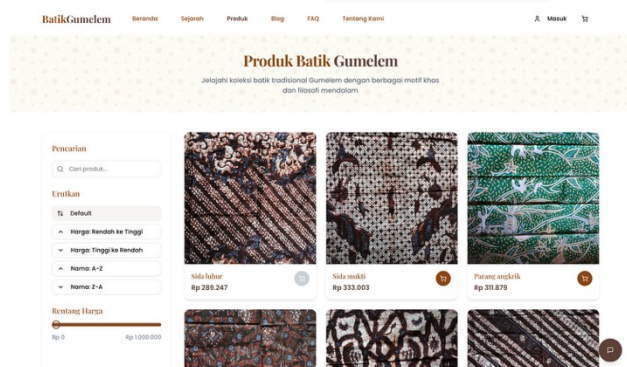 BatikGumelem Beranda Sejarah Produk Blog FAQ Tentang Kami Masuk
Produk Batik Gumelem
Jelajahi koleksi batik tradisional Gumelem dengan berbagai motif khas
dan filosofi mendalam
Pencarian
Cari produk...
Urutkan
Default
Harga: Rendah ke Tinggi
Harga: Tinggi ke Rendah
Nama: A-Z
Nama: Z-A
Rentang Harga
Rp 0 Rp 1.000.000
Sida luhur
Rp 289.247
Sida mukti
Rp 333.003
Parang angkrik
Rp 311.879